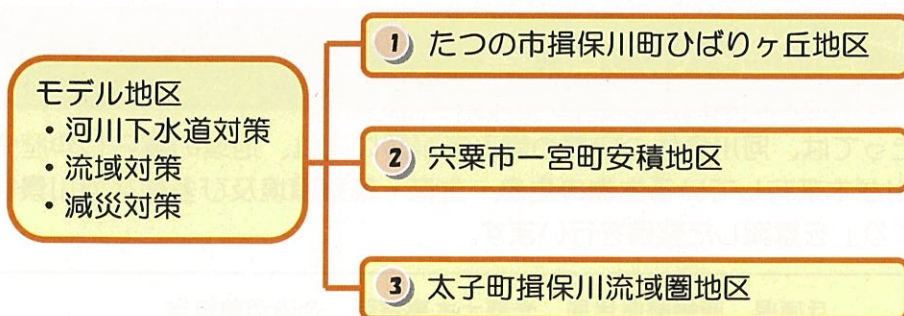 モデル地区
・河川下水道対策
・流域対策
・減災対策
1 たつの市揖保川町ひばりヶ丘地区
2 宍粟市一宮町安積地区
3 太子町揖保川流域圏地区